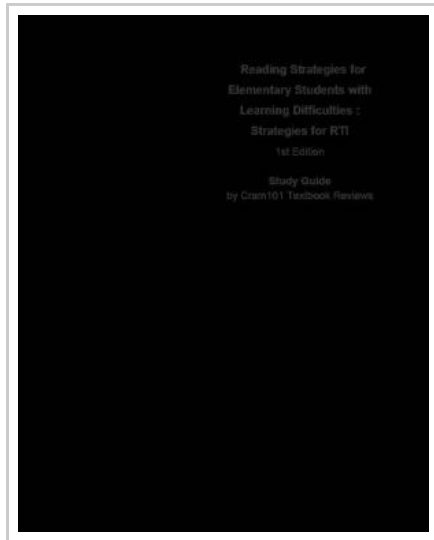 Reading Strategies for
Elementary Students with
Learning Difficulties :
Strategies for RTI
1st Edition
Study Guide
by Cram101 Textbook Reviews